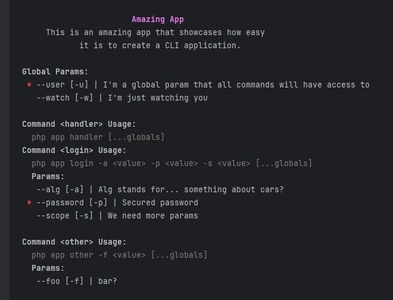 Amazing App
This is an amazing app that showcases how easy
it is to create a CLI application.
Global Params:
* --user [-u] | I'm a global param that all commands will have access to
--watch [-w] | I'm just watching you
Command <handler> Usage:
php app handler [...globals]
Command <login> Usage:
php app login -a <value> -p <value> -s <value> [...globals]
Params:
--alg [-a] | Alg stands for... something about cars?
* --password [-p] | Secured password
--scope [-s] | We need more params
Command <other> Usage:
php app other -f <value> [...globals]
Params:
--foo [-f] | bar?